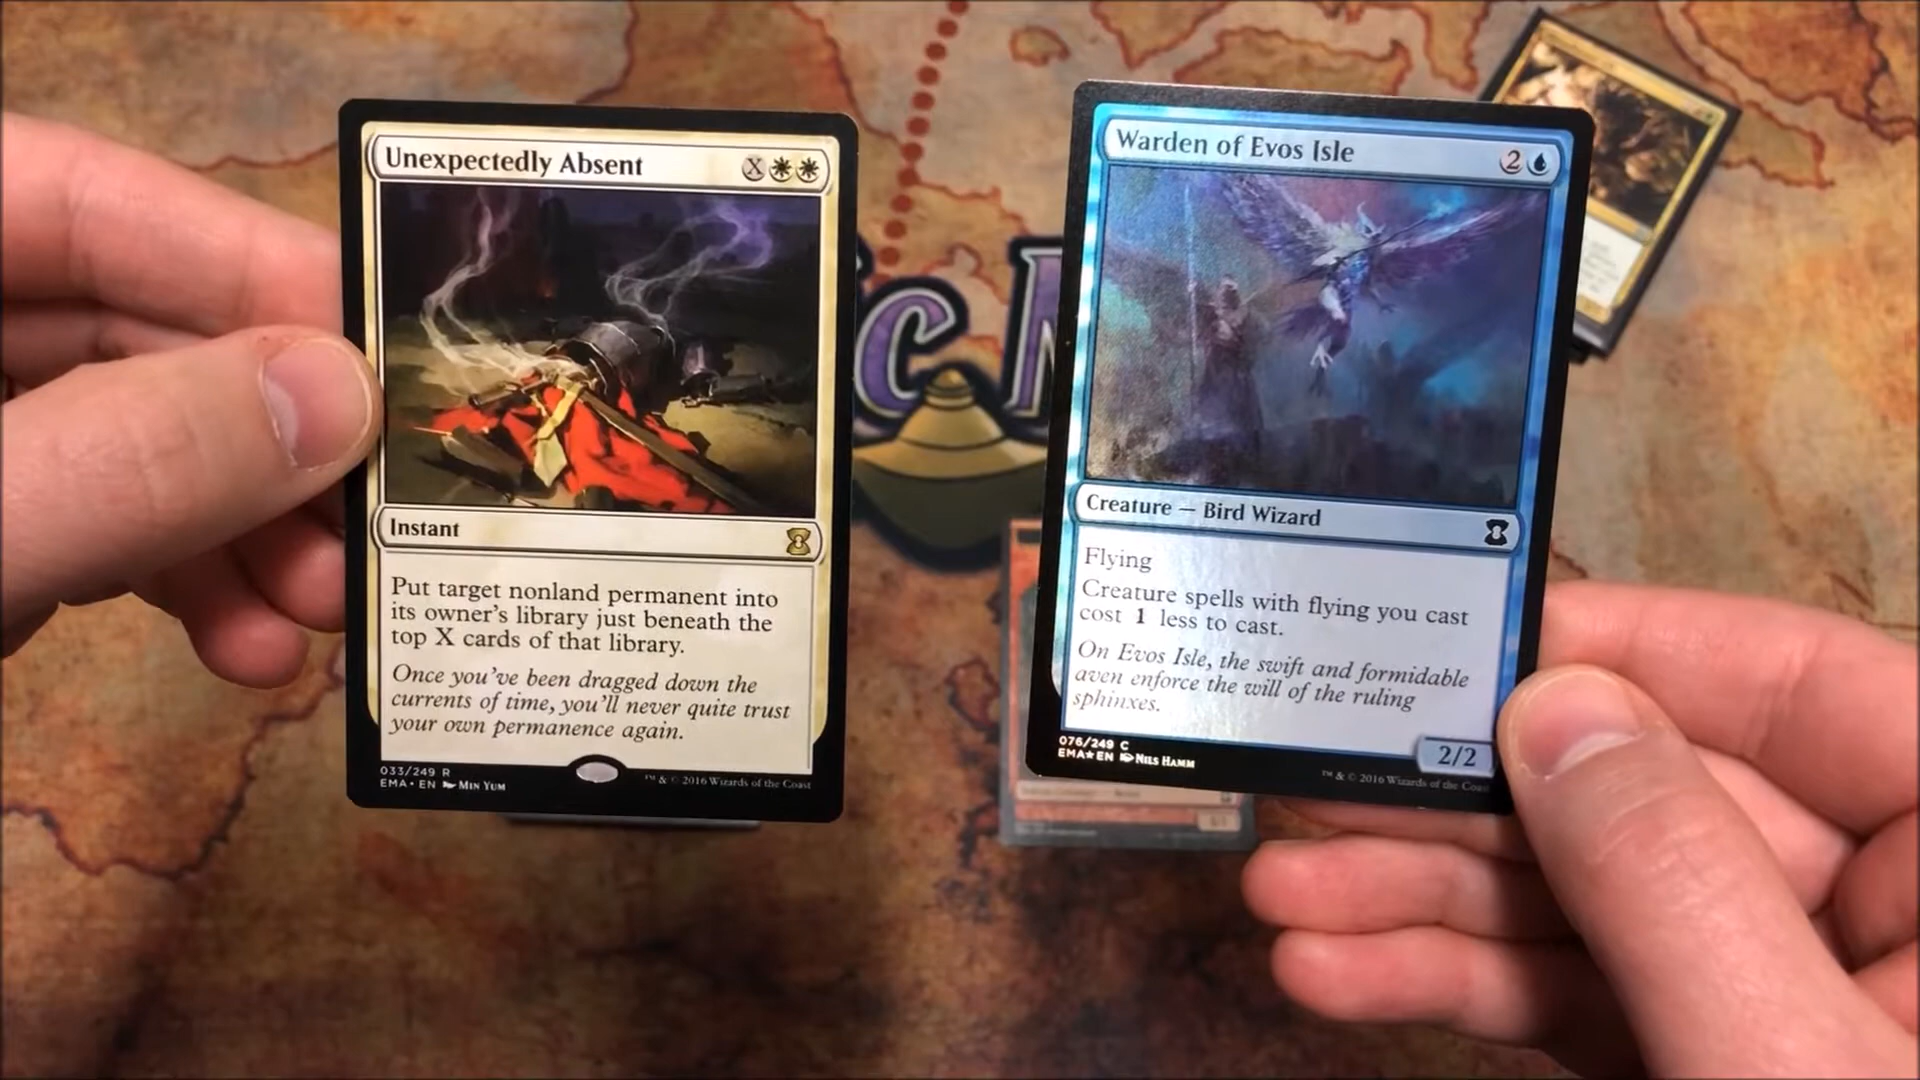 Unexpectedly Absent
X
Instant
Put target nonland permanent into
its owner's library just beneath the
top X cards of that library.
Once you've been dragged down the
currents of time, you'll never quite trust
your own permanence again.
033/249 R
EMA • EN Min Yum
™ & © 2016 Wizards of the Coast
Warden of Evos Isle
2
Creature — Bird Wizard
Flying
Creature spells with flying you cast
cost 1 less to cast.
On Evos Isle, the swift and formidable
aven enforce the will of the ruling
sphinxes.
2/2
076/249 C
EMA★EN Nils Hamm
™ & © 2016 Wizards of the Coast